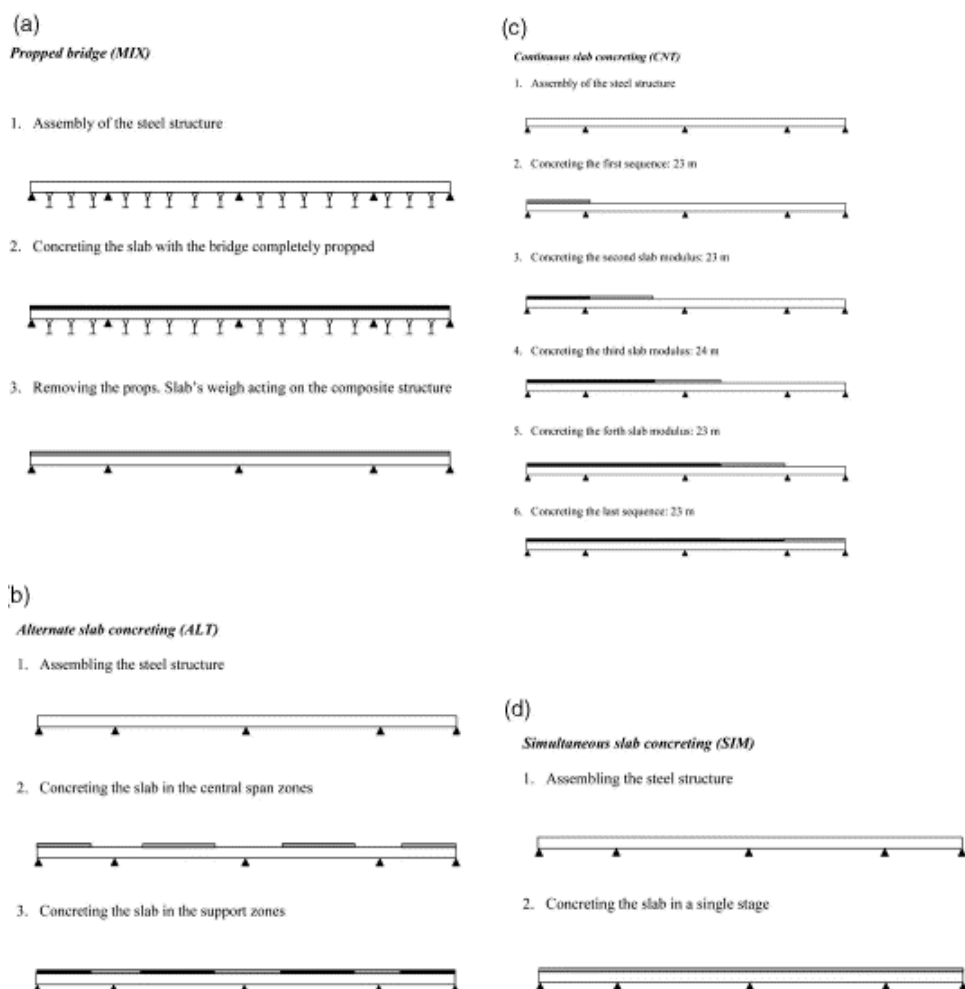 (a)
Propped bridge (MIX)
1. Assembly of the steel structure
2. Concreting the slab with the bridge completely propped
3. Removing the props. Slab's weigh acting on the composite structure
(b)
Alternate slab concreting (ALT)
1. Assembling the steel structure
2. Concreting the slab in the central span zones
3. Concreting the slab in the support zones
(c)
Continuous slab concreting (CNT)
1. Assembly of the steel structure
2. Concreting the first sequence: 23 m
3. Concreting the second slab modulus: 23 m
4. Concreting the third slab modulus: 24 m
5. Concreting the forth slab modulus: 23 m
6. Concreting the last sequence: 23 m
(d)
Simultaneous slab concreting (SIM)
1. Assembling the steel structure
2. Concreting the slab in a single stage